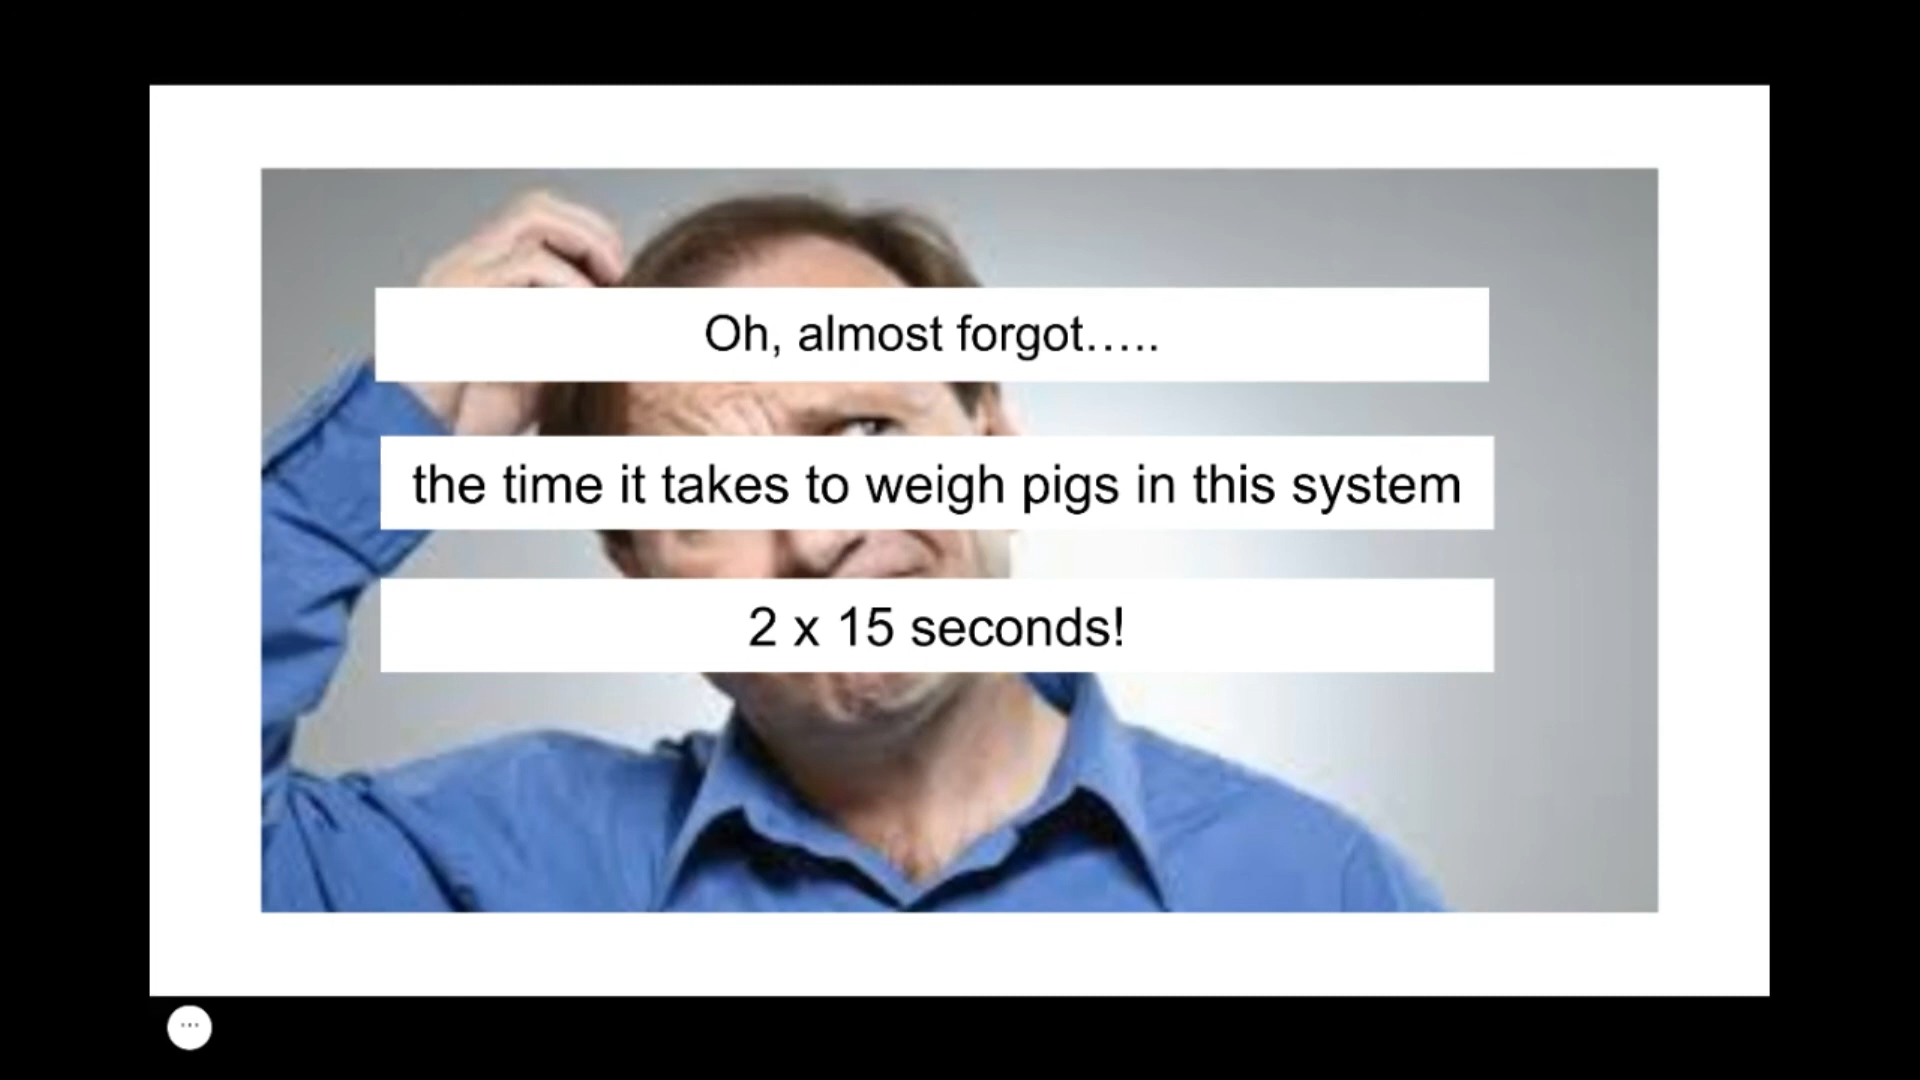 Oh, almost forgot.....
the time it takes to weigh pigs in this system
2 x 15 seconds!